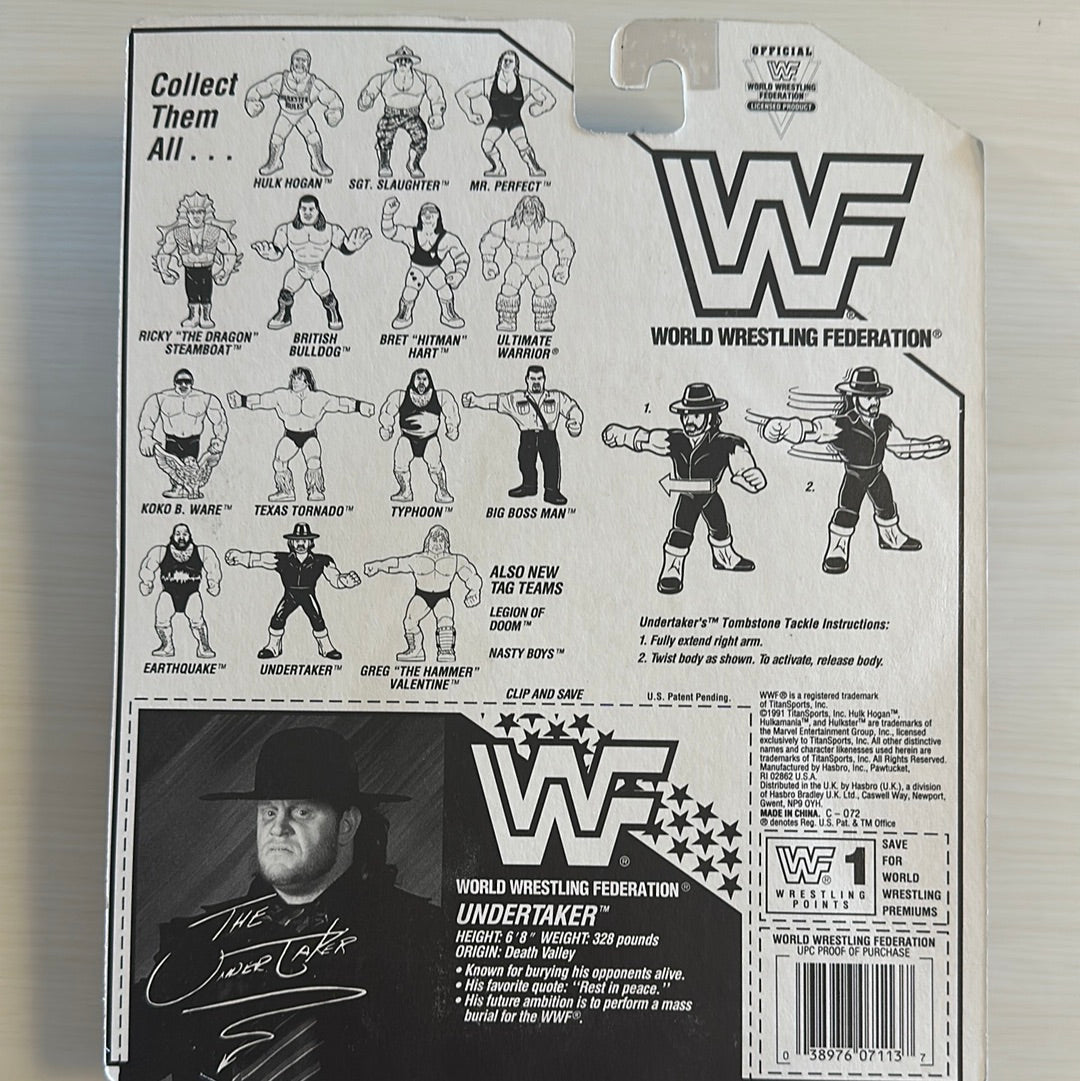 Collect
Them
All . . .
HULKSTER
RULES
HULK HOGAN™
SGT. SLAUGHTER™
MR. PERFECT™
RICKY "THE DRAGON"
STEAMBOAT™
BRITISH
BULLDOG™
BRET "HITMAN"
HART™
ULTIMATE
WARRIOR®
KOKO B. WARE™
TEXAS TORNADO™
TYPHOON™
BIG BOSS MAN™
EARTHQUAKE™
UNDERTAKER™
GREG "THE HAMMER"
VALENTINE™
ALSO NEW
TAG TEAMS
LEGION OF
DOOM™
NASTY BOYS™
OFFICIAL
WF
WORLD WRESTLING
FEDERATION
LICENSED PRODUCT
WF®
WORLD WRESTLING FEDERATION®
1.
2.
Undertaker's™ Tombstone Tackle Instructions:
1. Fully extend right arm.
2. Twist body as shown. To activate, release body.
CLIP AND SAVE
U.S. Patent Pending.
THE
UNDERTAKER
WF®
WORLD WRESTLING FEDERATION®
UNDERTAKER™
HEIGHT: 6'8" WEIGHT: 328 pounds
ORIGIN: Death Valley
• Known for burying his opponents alive.
• His favorite quote: "Rest in peace."
• His future ambition is to perform a mass
burial for the WWF®.
WWF® is a registered trademark
of TitanSports, Inc.
©1991 TitanSports, Inc. Hulk Hogan™,
Hulkamania™, and Hulkster™ are trademarks of
the Marvel Entertainment Group, Inc., licensed
exclusively to TitanSports, Inc. All other distinctive
names and character likenesses used herein are
trademarks of TitanSports, Inc. All Rights Reserved.
Manufactured by Hasbro, Inc., Pawtucket,
RI 02862 U.S.A.
Distributed in the U.K. by Hasbro (U.K.), a division
of Hasbro Bradley U.K. Ltd., Caswell Way, Newport,
Gwent, NP9 0YH.
MADE IN CHINA. C-072
® denotes Reg. U.S. Pat. & TM Office
WF® 1
WRESTLING
POINTS
SAVE
FOR
WORLD
WRESTLING
PREMIUMS
WORLD WRESTLING FEDERATION
UPC PROOF OF PURCHASE
0 38976 07113 7